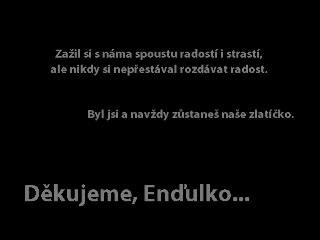 Zažil si s náma spoustu radostí i strastí,
ale nikdy si nepřestával rozdávat radost.
Byl jsi a navždy zůstaneš naše zlatíčko.
Děkujeme, Enďulko...